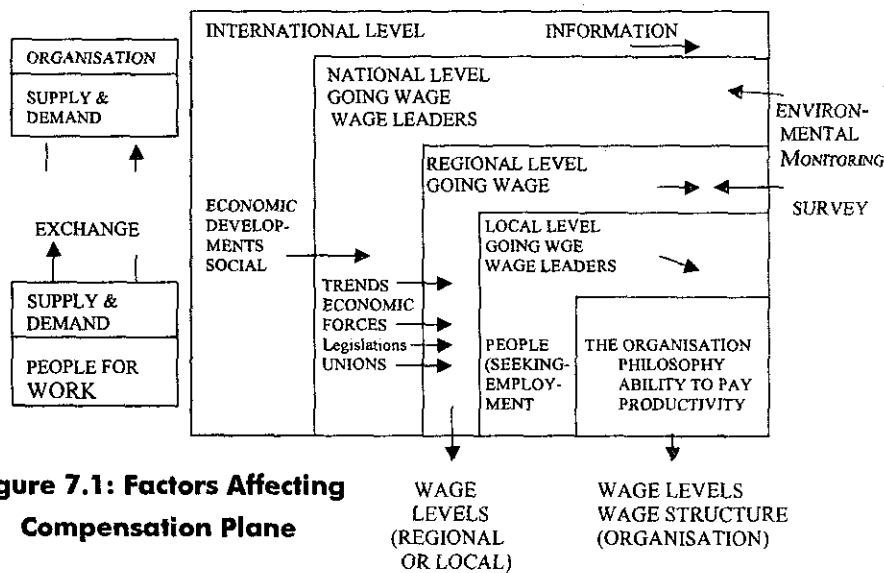 ORGANISATION
SUPPLY &
DEMAND
EXCHANGE
SUPPLY &
DEMAND
PEOPLE FOR
WORK
INTERNATIONAL LEVEL
INFORMATION
NATIONAL LEVEL
GOING WAGE
WAGE LEADERS
ENVIRON-
MENTAL
MONITORING
REGIONAL LEVEL
GOING WAGE
SURVEY
ECONOMIC
DEVELOP-
MENTS
SOCIAL
LOCAL LEVEL
GOING WGE
WAGE LEADERS
TRENDS
ECONOMIC
FORCES
Legislations
UNIONS
PEOPLE
(SEEKING-
EMPLOY-
MENT
THE ORGANISATION
PHILOSOPHY
ABILITY TO PAY
PRODUCTIVITY
gure 7.1: Factors Affecting
Compensation Plane
WAGE
LEVELS
(REGIONAL
OR LOCAL)
WAGE LEVELS
WAGE STRUCTURE
(ORGANISATION)